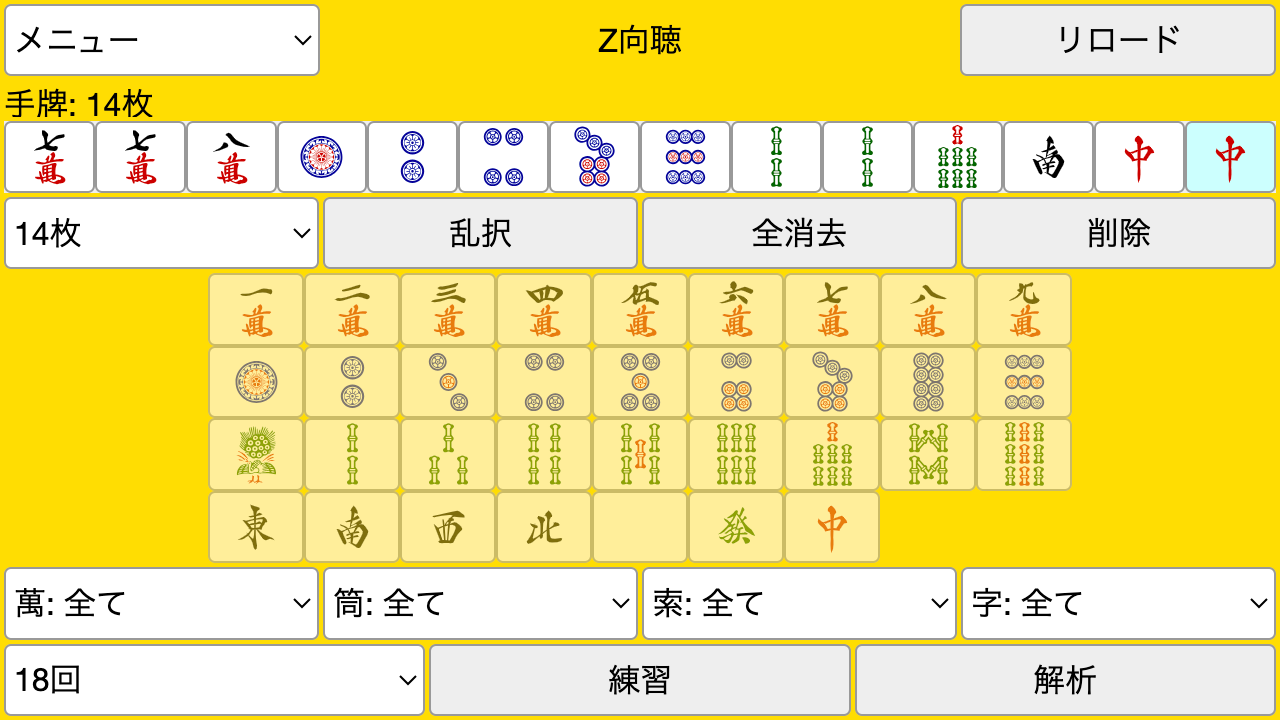 メニュー Z向聴 リロード
手牌: 14枚
七萬 七萬 八萬 南 中 中
14枚 乱択 全消去 削除
一萬 二萬 三萬 四萬 伍萬 六萬 七萬 八萬 九萬
東 南 西 北 發 中
萬: 全て 筒: 全て 索: 全て 字: 全て
18回 練習 解析